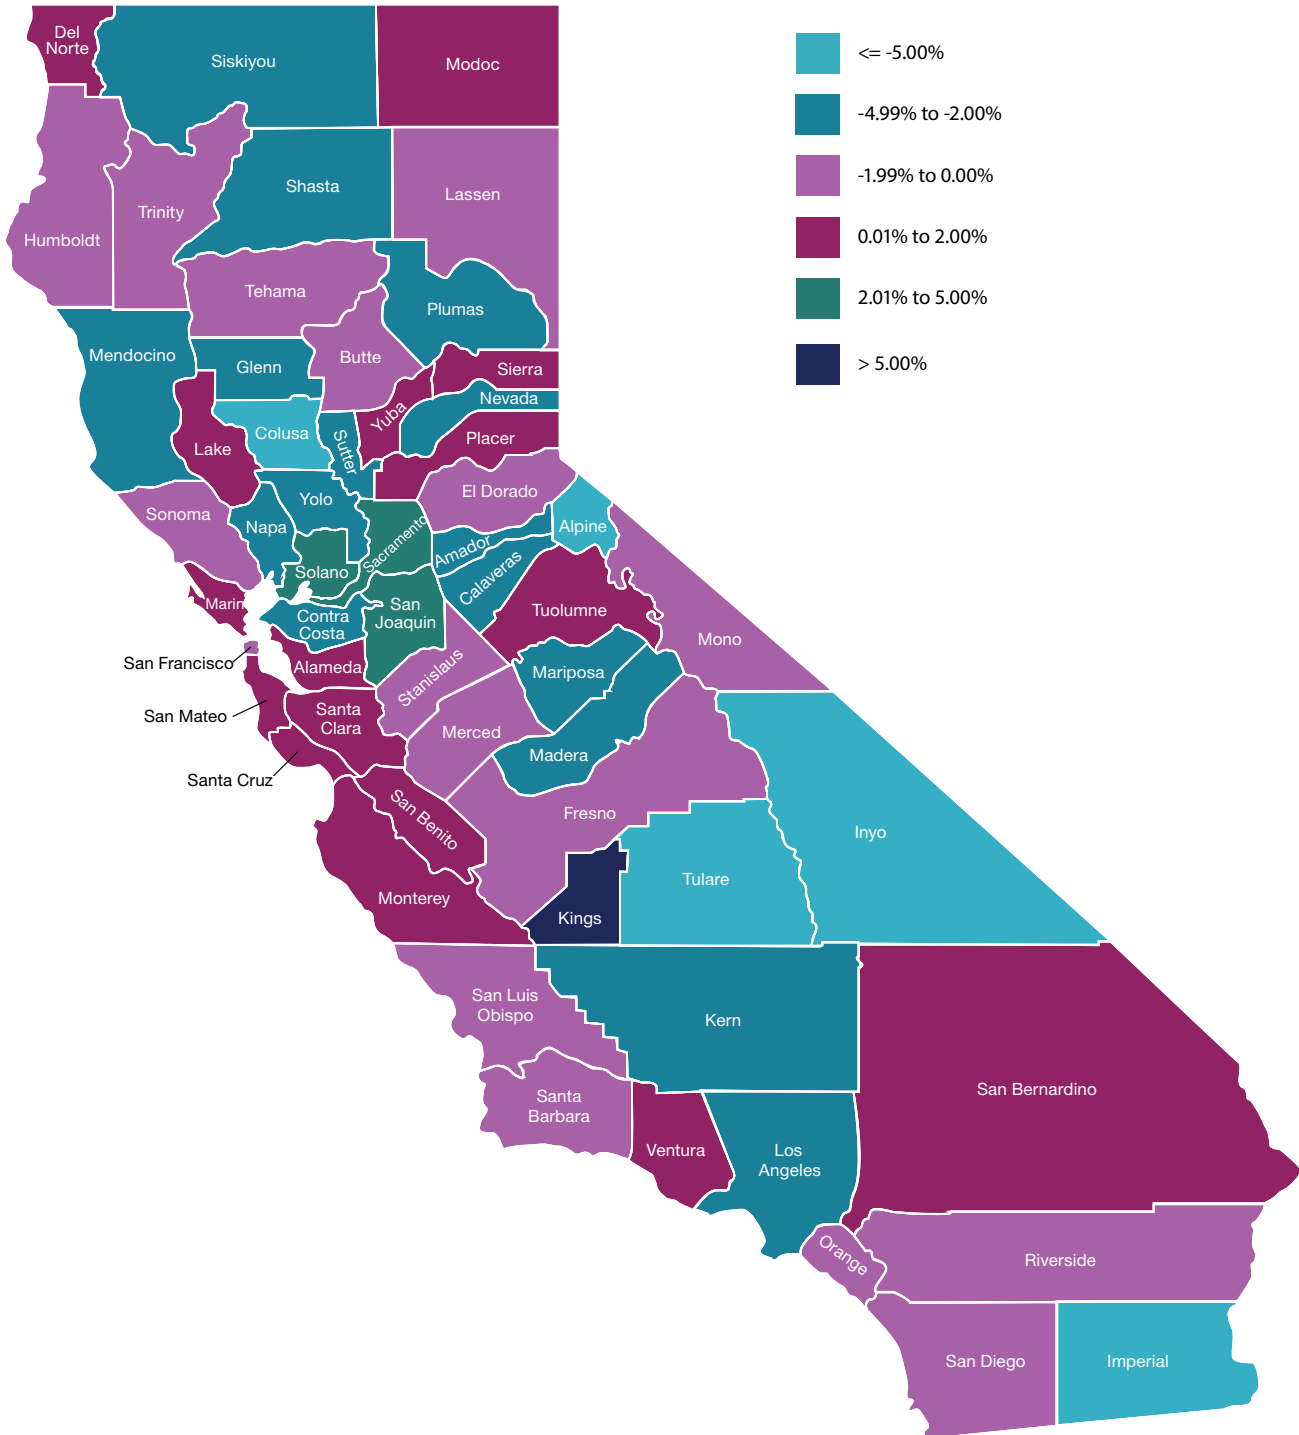 Del
Norte
Siskiyou
Modoc
<= -5.00%
-4.99% to -2.00%
-1.99% to 0.00%
0.01% to 2.00%
2.01% to 5.00%
> 5.00%
Shasta
Lassen
Trinity
Humboldt
Tehama
Plumas
Mendocino
Butte
Glenn
Sierra
Nevada
Yuba
Colusa
Sutter
Placer
Lake
El Dorado
Yolo
Sonoma
Napa
Alpine
Sacramento
Amador
Solano
Calaveras
Marin
San
Joaquin
Tuolumne
Contra
Costa
Mono
San Francisco
Alameda
Mariposa
Stanislaus
San Mateo
Santa
Clara
Merced
Madera
Santa Cruz
San Benito
Fresno
Inyo
Tulare
Monterey
Kings
San Luis
Obispo
Kern
San Bernardino
Santa
Barbara
Ventura
Los
Angeles
Orange
Riverside
San Diego
Imperial